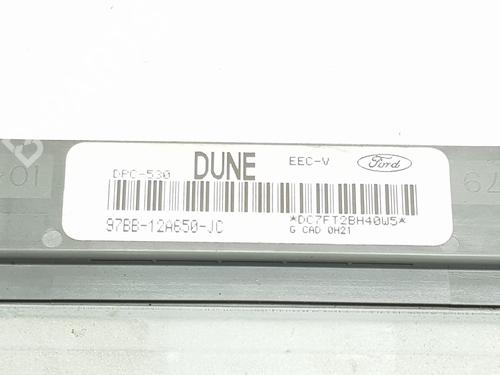 DPC-530 DUNE EEC-V Ford
97BB-12A650-JC *DC7FT2BH40W5*
G CAD 0H21